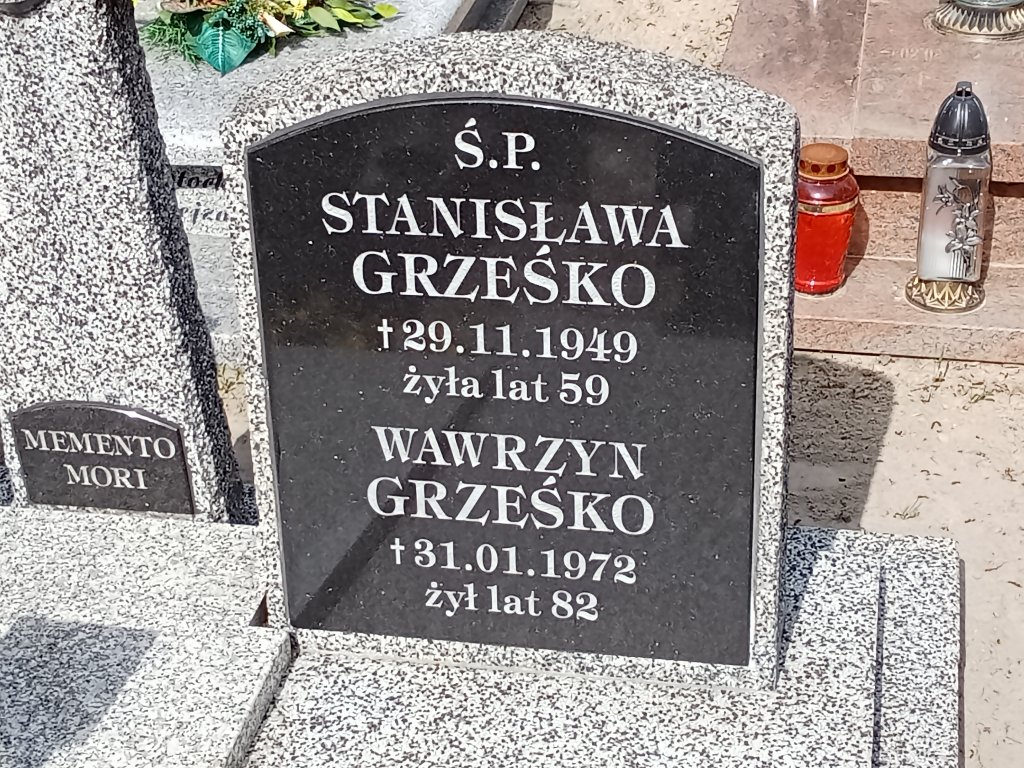 Ś.P.
STANISŁAWA
GRZEŚKO
†29.11.1949
żyła lat 59
WAWRZYN
GRZEŚKO
†31.01.1972
żył lat 82
MEMENTO
MORI